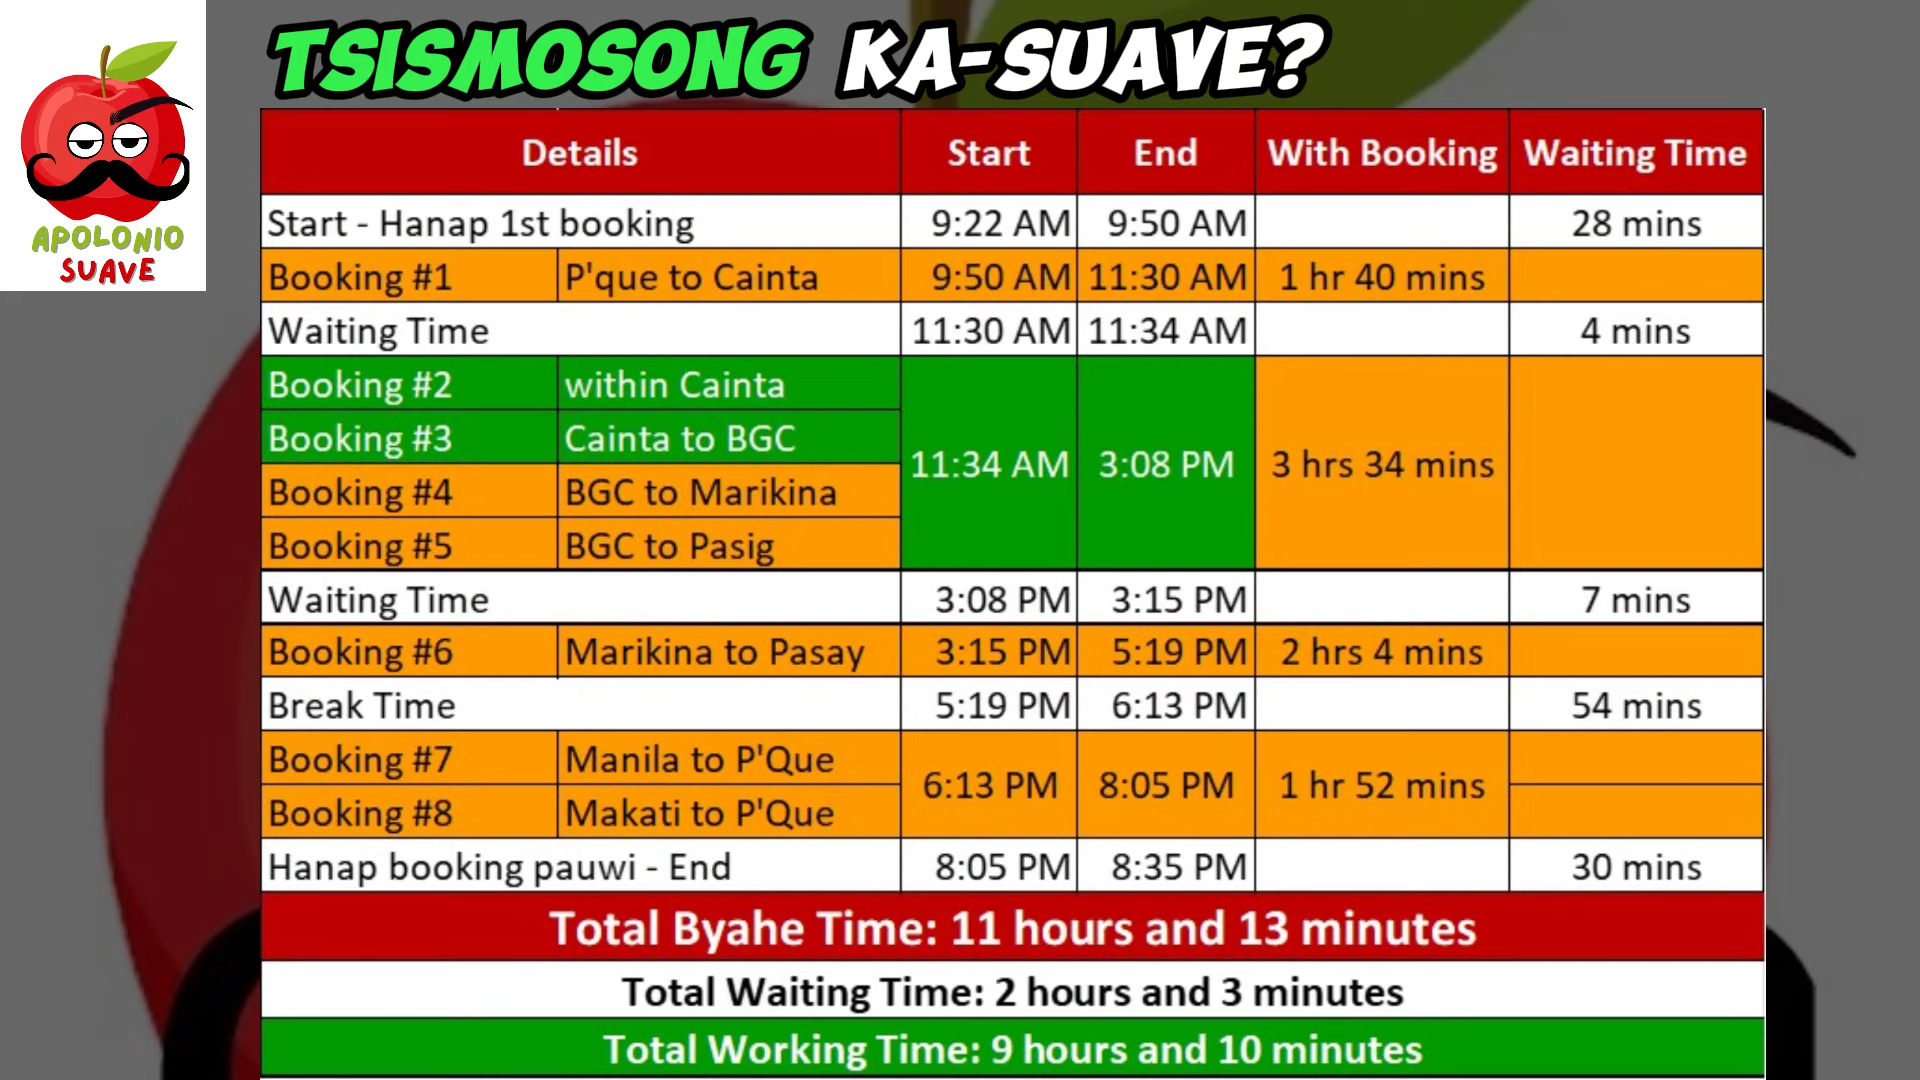 TSISMOSONG KA-SUAVE?
APOLONIO
SUAVE
Details Start End With Booking Waiting Time
Start - Hanap 1st booking 9:22 AM 9:50 AM 28 mins
Booking #1 P'que to Cainta 9:50 AM 11:30 AM 1 hr 40 mins
Waiting Time 11:30 AM 11:34 AM 4 mins
Booking #2 within Cainta
Booking #3 Cainta to BGC
11:34 AM 3:08 PM 3 hrs 34 mins
Booking #4 BGC to Marikina
Booking #5 BGC to Pasig
Waiting Time 3:08 PM 3:15 PM 7 mins
Booking #6 Marikina to Pasay 3:15 PM 5:19 PM 2 hrs 4 mins
Break Time 5:19 PM 6:13 PM 54 mins
Booking #7 Manila to P'Que
6:13 PM 8:05 PM 1 hr 52 mins
Booking #8 Makati to P'Que
Hanap booking pauwi - End 8:05 PM 8:35 PM 30 mins
Total Byahe Time: 11 hours and 13 minutes
Total Waiting Time: 2 hours and 3 minutes
Total Working Time: 9 hours and 10 minutes